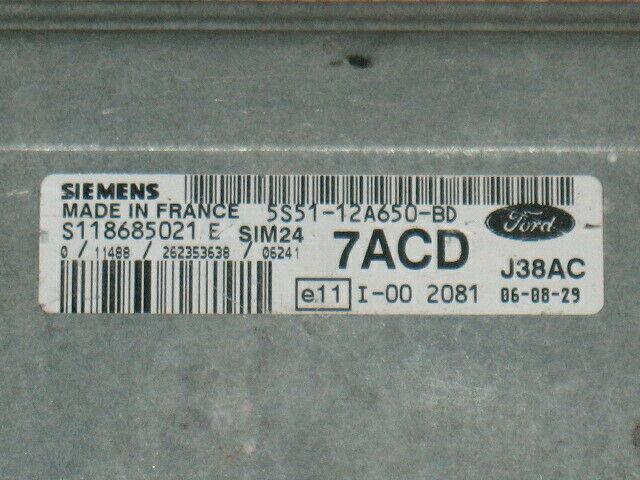 SIEMENS
MADE IN FRANCE 5S51-12A650-BD
S118685021 E SIM24 7ACD Ford
0 / 11488 / 262353638 / 06241 J38AC
e11 I-00 2081 06-08-29